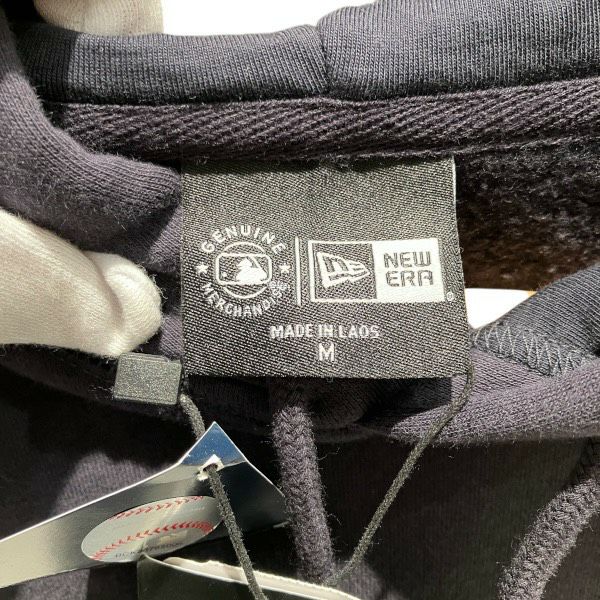 GENUINE
MERCHANDISE
NEW
ERA
MADE IN LAOS
M